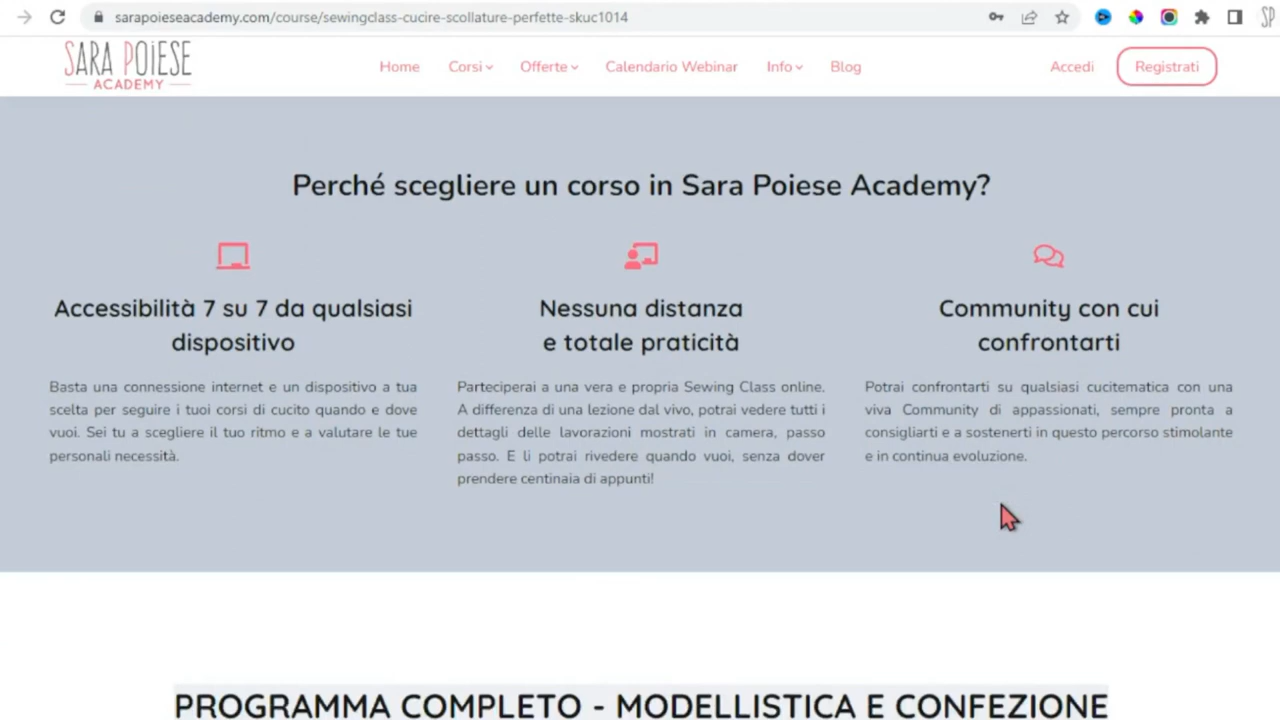 sarapoieseacademy.com/course/sewingclass-cucire-scollature-perfette-skuc1014
SP
SARA POIESE
ACADEMY
Home
Corsi
Offerte
Calendario Webinar
Info
Blog
Accedi
Registrati
Perché scegliere un corso in Sara Poiese Academy?
Accessibilità 7 su 7 da qualsiasi
dispositivo
Basta una connessione internet e un dispositivo a tua
scelta per seguire i tuoi corsi di cucito quando e dove
vuoi. Sei tu a scegliere il tuo ritmo e a valutare le tue
personali necessità.
Nessuna distanza
e totale praticità
Parteciperai a una vera e propria Sewing Class online.
A differenza di una lezione dal vivo, potrai vedere tutti i
dettagli delle lavorazioni mostrati in camera, passo
passo. E li potrai rivedere quando vuoi, senza dover
prendere centinaia di appunti!
Community con cui
confrontarti
Potrai confrontarti su qualsiasi cucitematica con una
viva Community di appassionati, sempre pronta a
consigliarti e a sostenerti in questo percorso stimolante
e in continua evoluzione.
PROGRAMMA COMPLETO - MODELLISTICA E CONFEZIONE